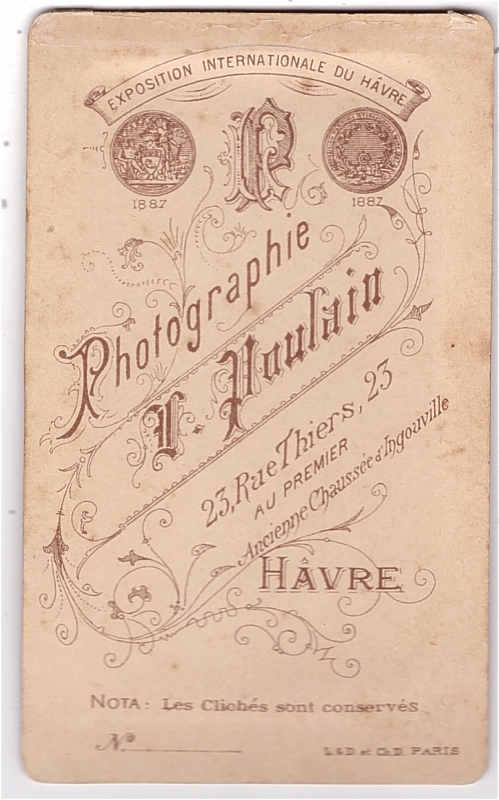 EXPOSITION INTERNATIONALE DU HÂVRE
1887
1887
Photographie
L. Poulain
23, Rue Thiers, 23
AU PREMIER
Ancienne Chaussée d'Ingouville
HÂVRE
NOTA: Les Clichés sont conservés
No
L & D. et Ch D. PARIS